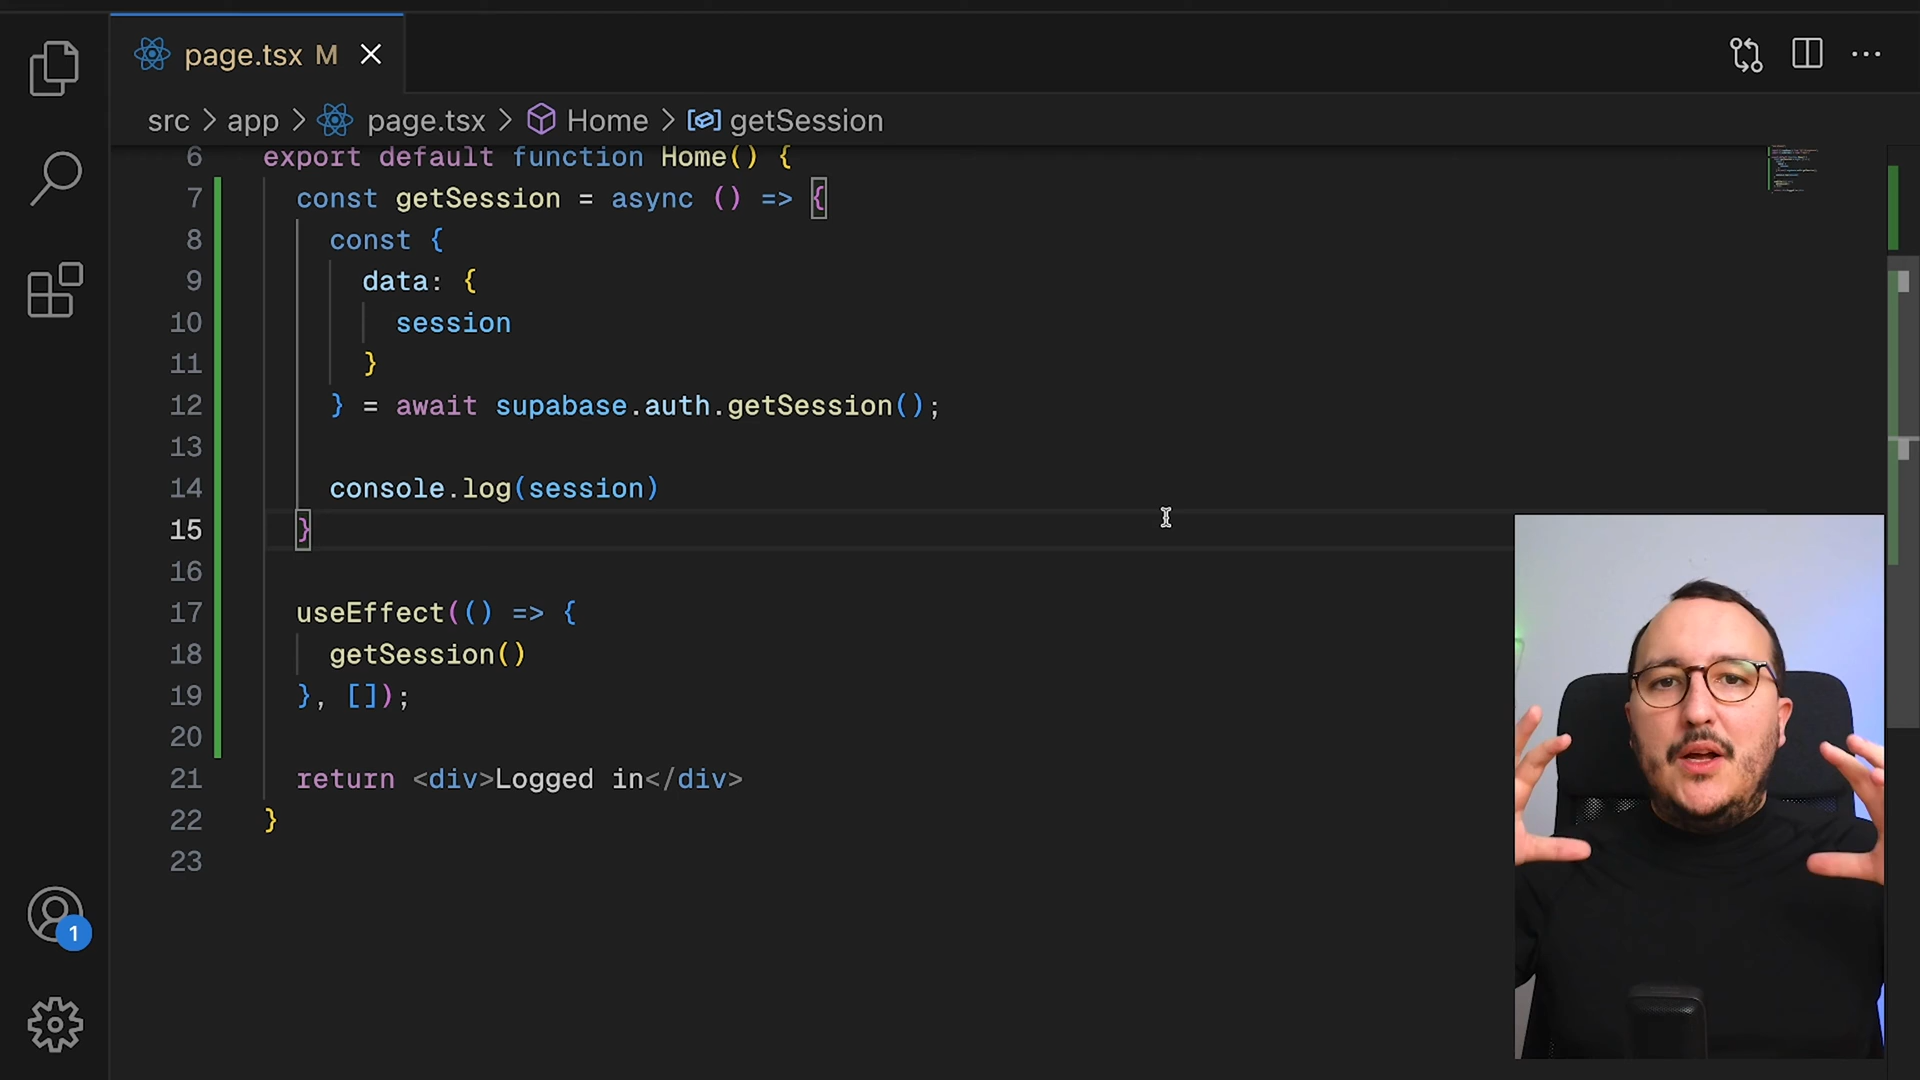 page.tsx M
src > app > page.tsx > Home > getSession
6 export default function Home() {
7 const getSession = async () => {
8 const {
9 data: {
10 session
11 }
12 } = await supabase.auth.getSession();
13
14 console.log(session)
15 }
16
17 useEffect(() => {
18 getSession()
19 }, []);
20
21 return <div>Logged in</div>
22 }
23
1